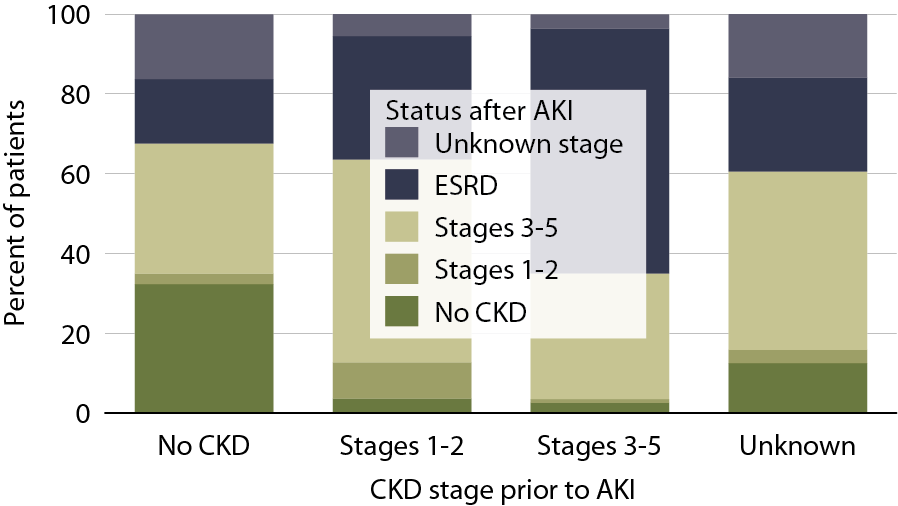 100
80
60
40
20
0
Percent of patients
Status after AKI
Unknown stage
ESRD
Stages 3-5
Stages 1-2
No CKD
No CKD
Stages 1-2
Stages 3-5
Unknown
CKD stage prior to AKI